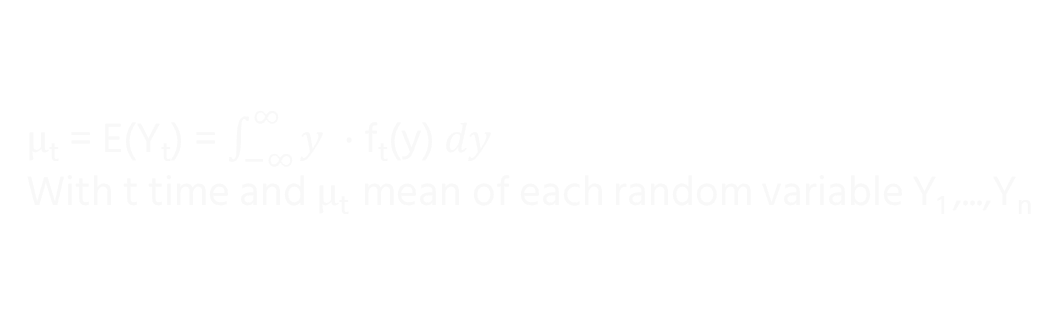 μₜ = E(Yₜ) = ∫₋∞^∞ y · fₜ(y) dy
With t time and μₜ mean of each random variable Y₁,...,Yₙ